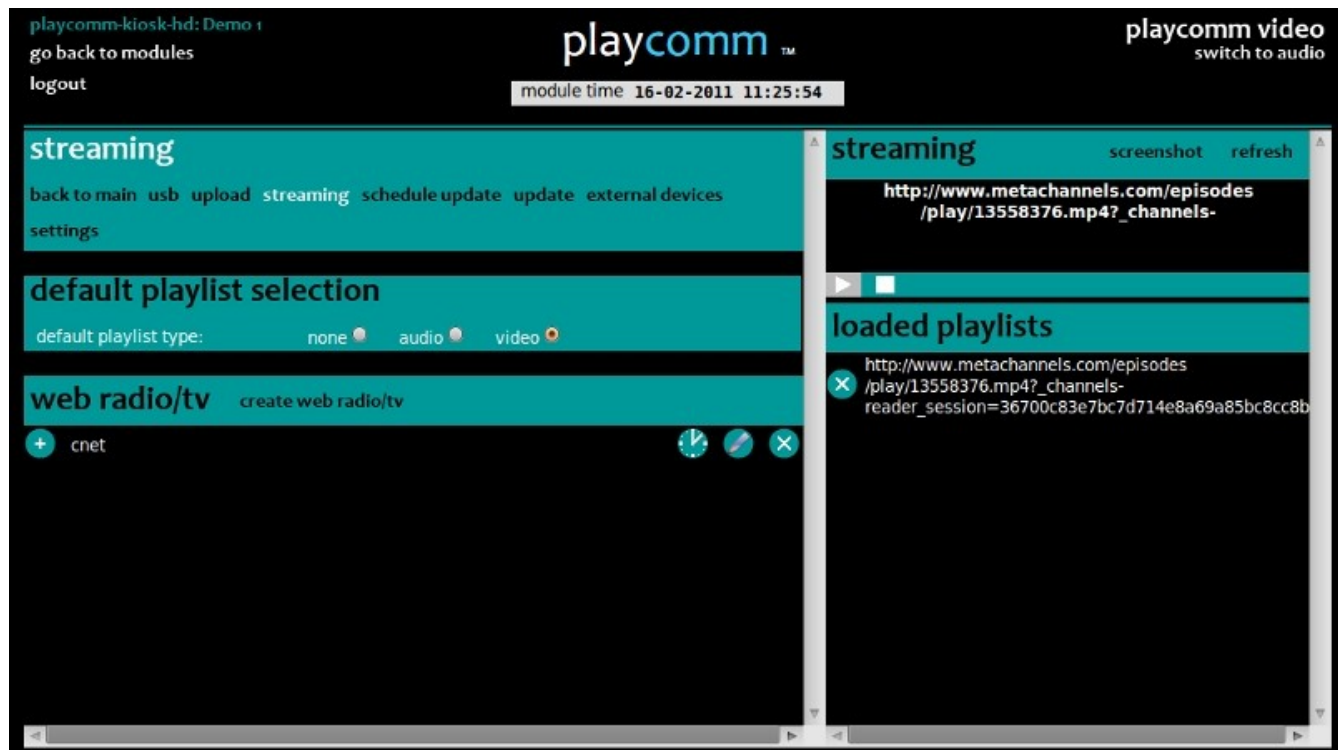 playcomm-kiosk-hd: Demo 1
go back to modules
logout
playcomm ™
module time 16-02-2011 11:25:54
playcomm video
switch to audio
streaming
back to main usb upload streaming schedule update update external devices
settings
default playlist selection
default playlist type: none audio video
web radio/tv create web radio/tv
cnet
streaming screenshot refresh
http://www.metachannels.com/episodes
/play/13558376.mp4?_channels-
loaded playlists
http://www.metachannels.com/episodes
/play/13558376.mp4?_channels-
reader_session=36700c83e7bc7d714e8a69a85bc8cc8b